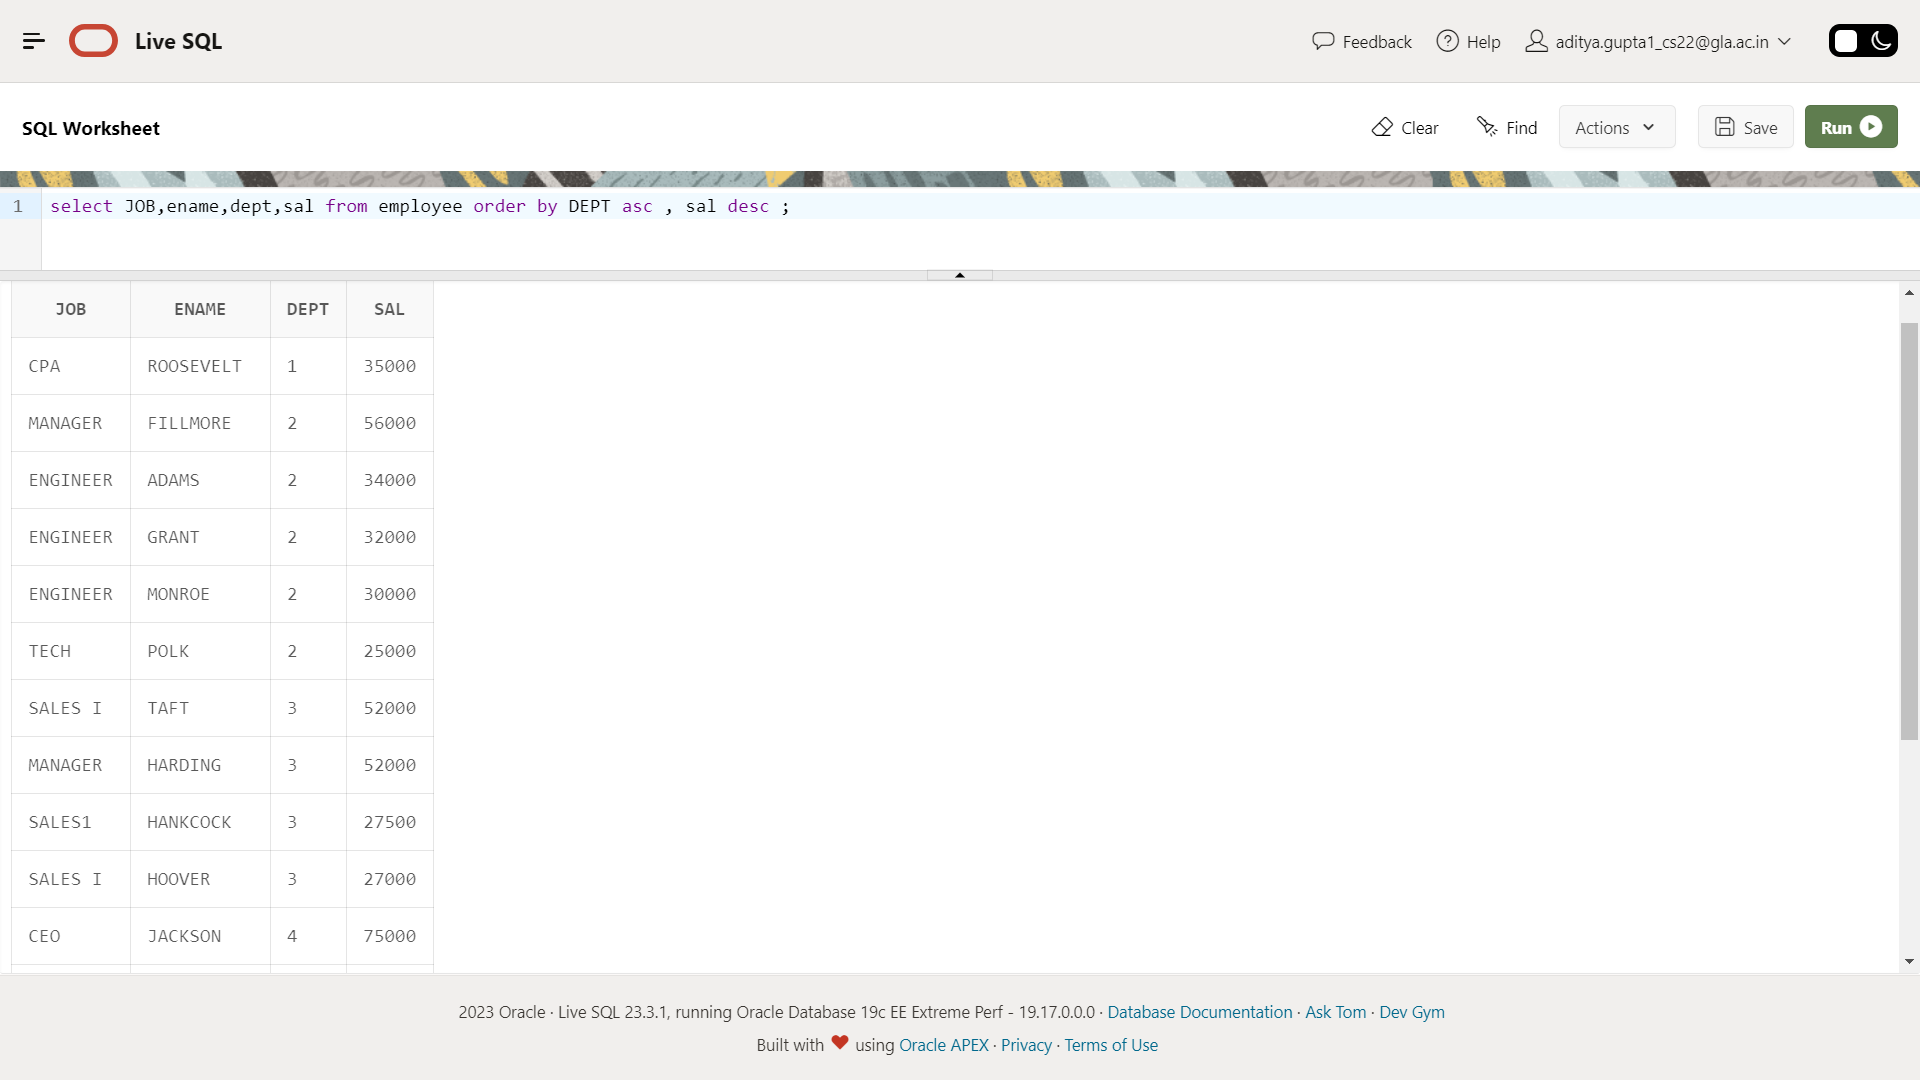 Live SQL
Feedback
Help
aditya.gupta1_cs22@gla.ac.in
SQL Worksheet
Clear
Find
Actions
Save
Run
1 select JOB,ename,dept,sal from employee order by DEPT asc , sal desc ;
JOB ENAME DEPT SAL
CPA ROOSEVELT 1 35000
MANAGER FILLMORE 2 56000
ENGINEER ADAMS 2 34000
ENGINEER GRANT 2 32000
ENGINEER MONROE 2 30000
TECH POLK 2 25000
SALES I TAFT 3 52000
MANAGER HARDING 3 52000
SALES1 HANKCOCK 3 27500
SALES I HOOVER 3 27000
CEO JACKSON 4 75000
2023 Oracle · Live SQL 23.3.1, running Oracle Database 19c EE Extreme Perf - 19.17.0.0.0 · Database Documentation · Ask Tom · Dev Gym
Built with ❤ using Oracle APEX · Privacy · Terms of Use